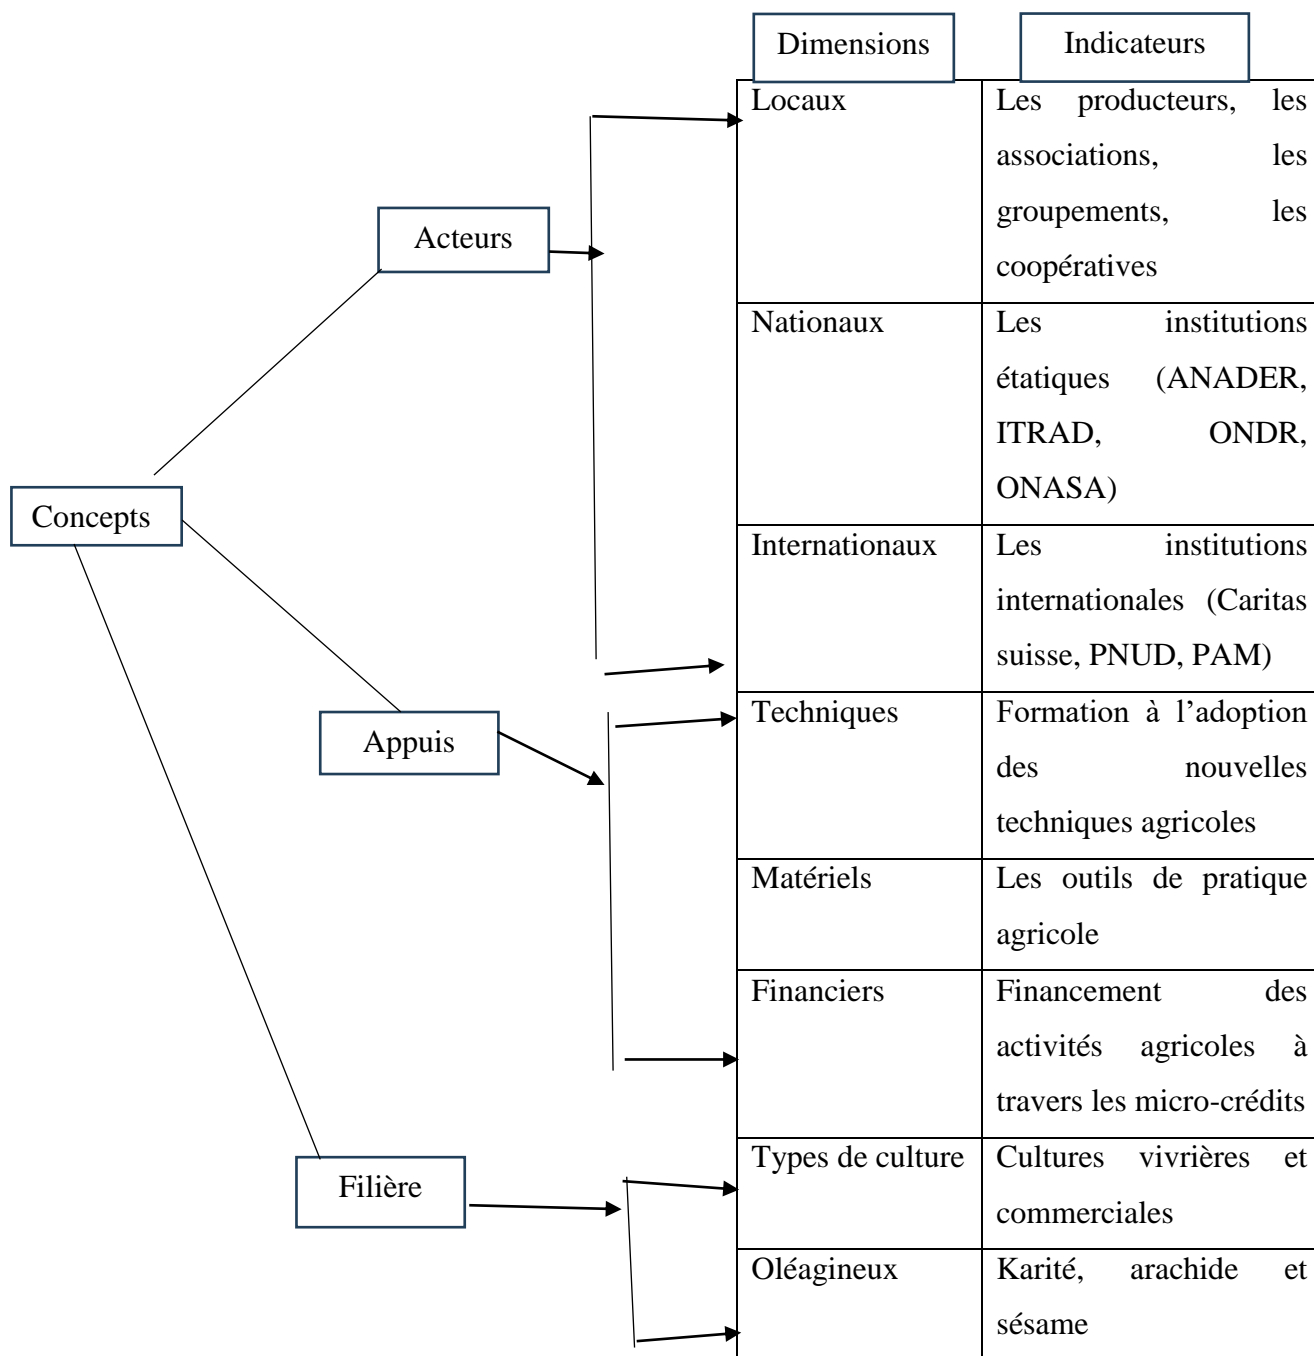 Dimensions
Indicateurs
Locaux
Les producteurs, les
associations, les
groupements, les
coopératives
Acteurs
Nationaux
Les institutions
étatiques (ANADER,
ITRAD, ONDR,
ONASA)
Concepts
Internationaux
Les institutions
internationales (Caritas
suisse, PNUD, PAM)
Appuis
Techniques
Formation à l’adoption
des nouvelles
techniques agricoles
Matériels
Les outils de pratique
agricole
Financiers
Financement des
activités agricoles à
travers les micro-crédits
Filière
Types de culture
Cultures vivrières et
commerciales
Oléagineux
Karité, arachide et
sésame